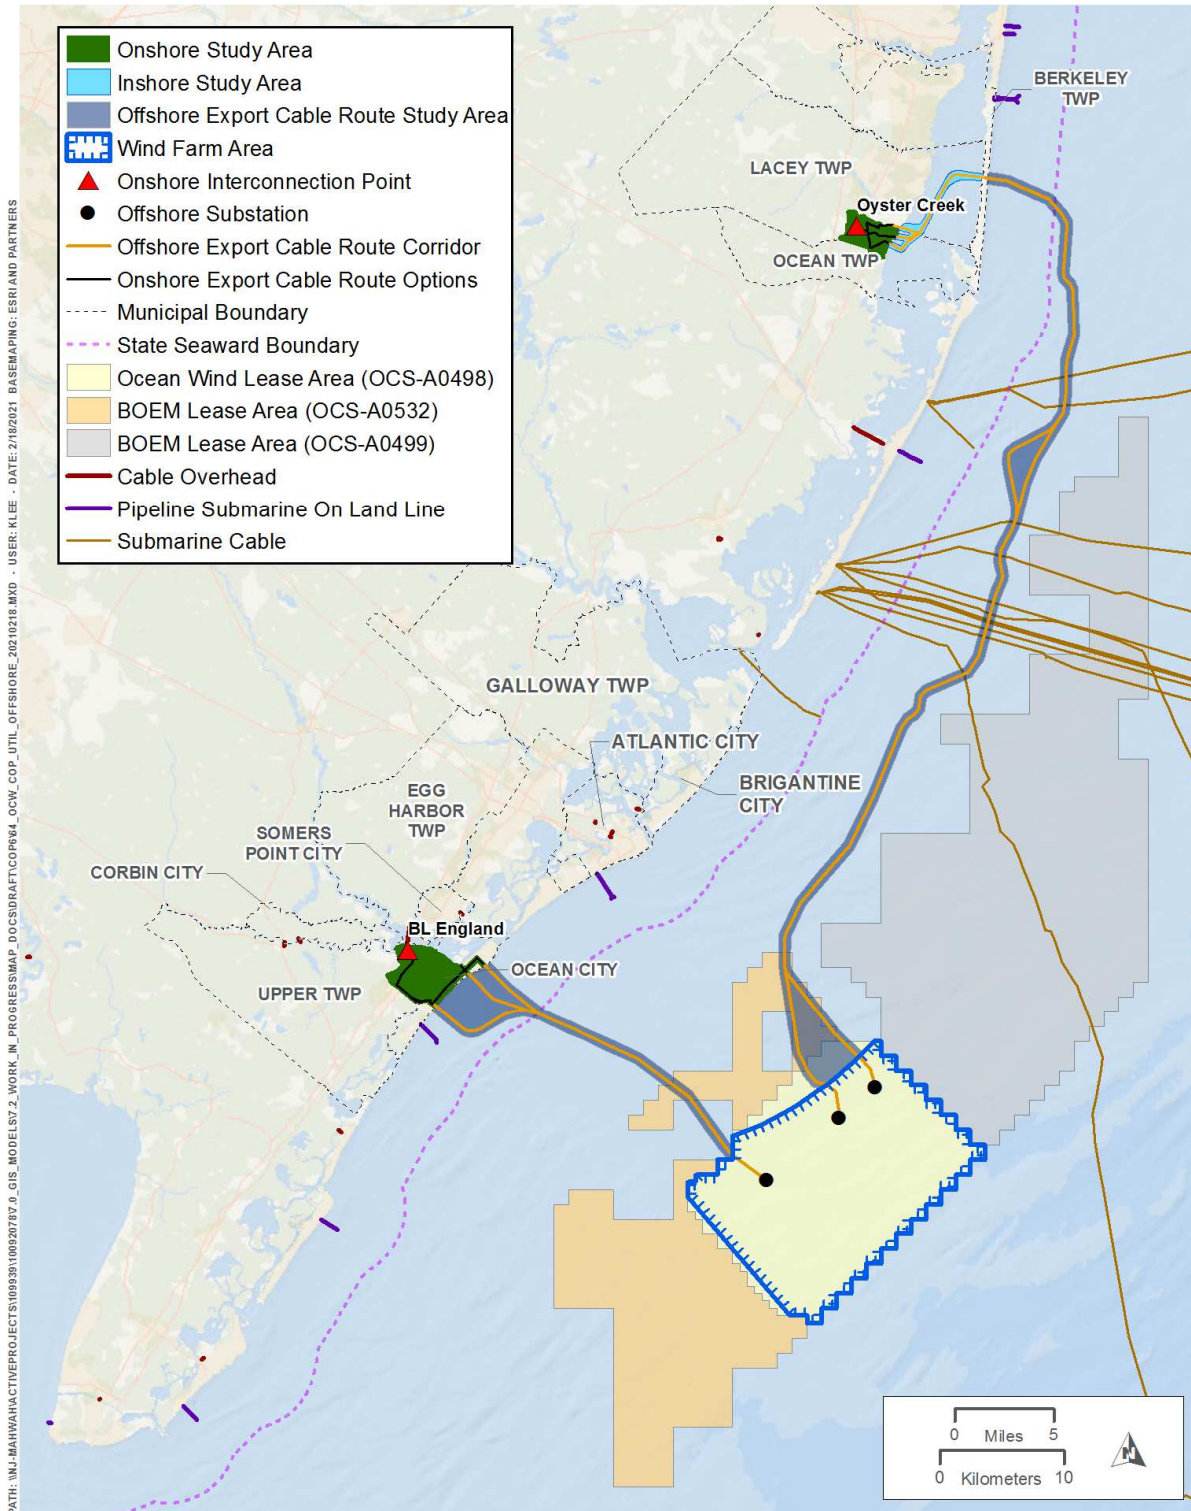 Onshore Study Area
Inshore Study Area
Offshore Export Cable Route Study Area
Wind Farm Area
Onshore Interconnection Point
Offshore Substation
Offshore Export Cable Route Corridor
Onshore Export Cable Route Options
Municipal Boundary
State Seaward Boundary
Ocean Wind Lease Area (OCS-A0498)
BOEM Lease Area (OCS-A0532)
BOEM Lease Area (OCS-A0499)
Cable Overhead
Pipeline Submarine On Land Line
Submarine Cable
BERKELEY
TWP
LACEY TWP
Oyster Creek
OCEAN TWP
GALLOWAY TWP
ATLANTIC CITY
BRIGANTINE
CITY
EGG
HARBOR
TWP
SOMERS
POINT CITY
CORBIN CITY
BL England
OCEAN CITY
UPPER TWP
0 Miles 5
0 Kilometers 10
N
USER: KLEE - DATE: 2/18/2021 BASEMAPING: ESRI AND PARTNERS